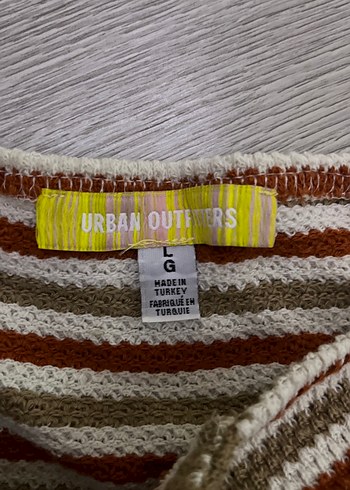 URBAN OUTFITTERS
L
G
MADE IN
TURKEY
FABRIQUÉ EN
TURQUIE